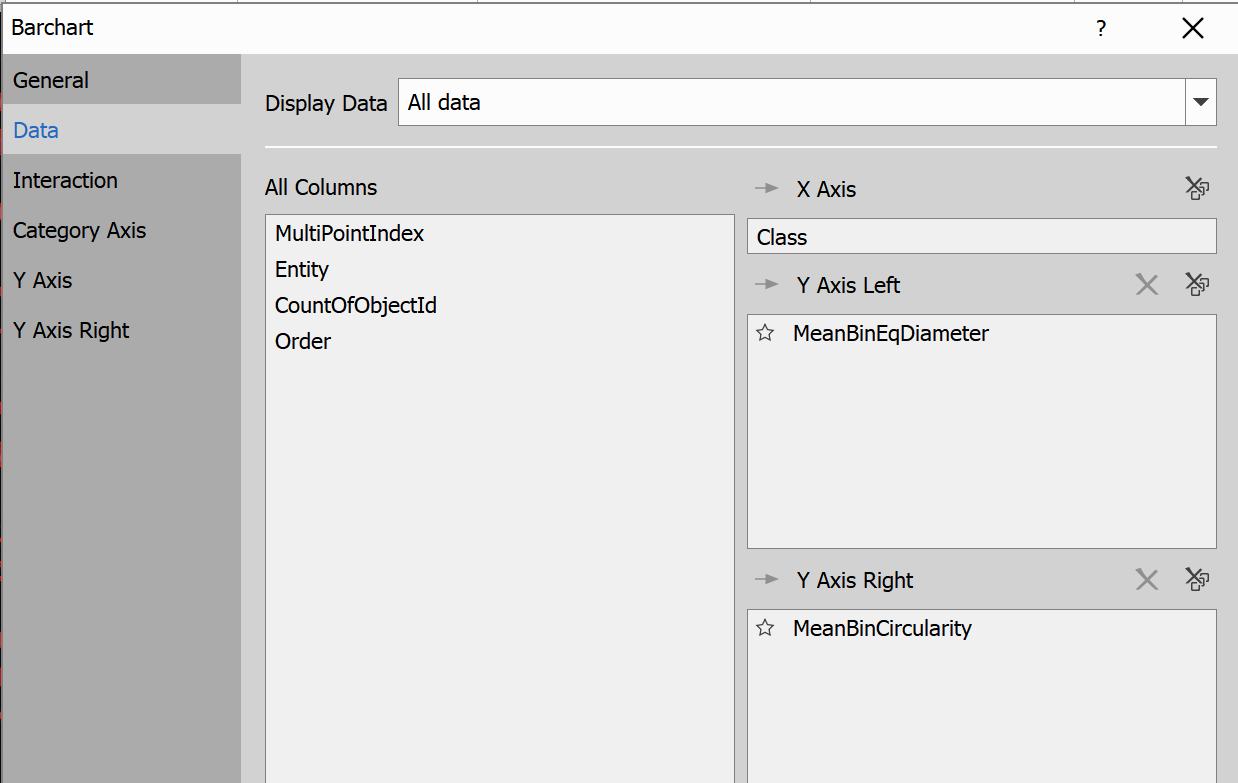 Barchart
?
General
Data
Interaction
Category Axis
Y Axis
Y Axis Right
Display Data
All data
All Columns
MultiPointIndex
Entity
CountOfObjectId
Order
X Axis
Class
Y Axis Left
MeanBinEqDiameter
Y Axis Right
MeanBinCircularity